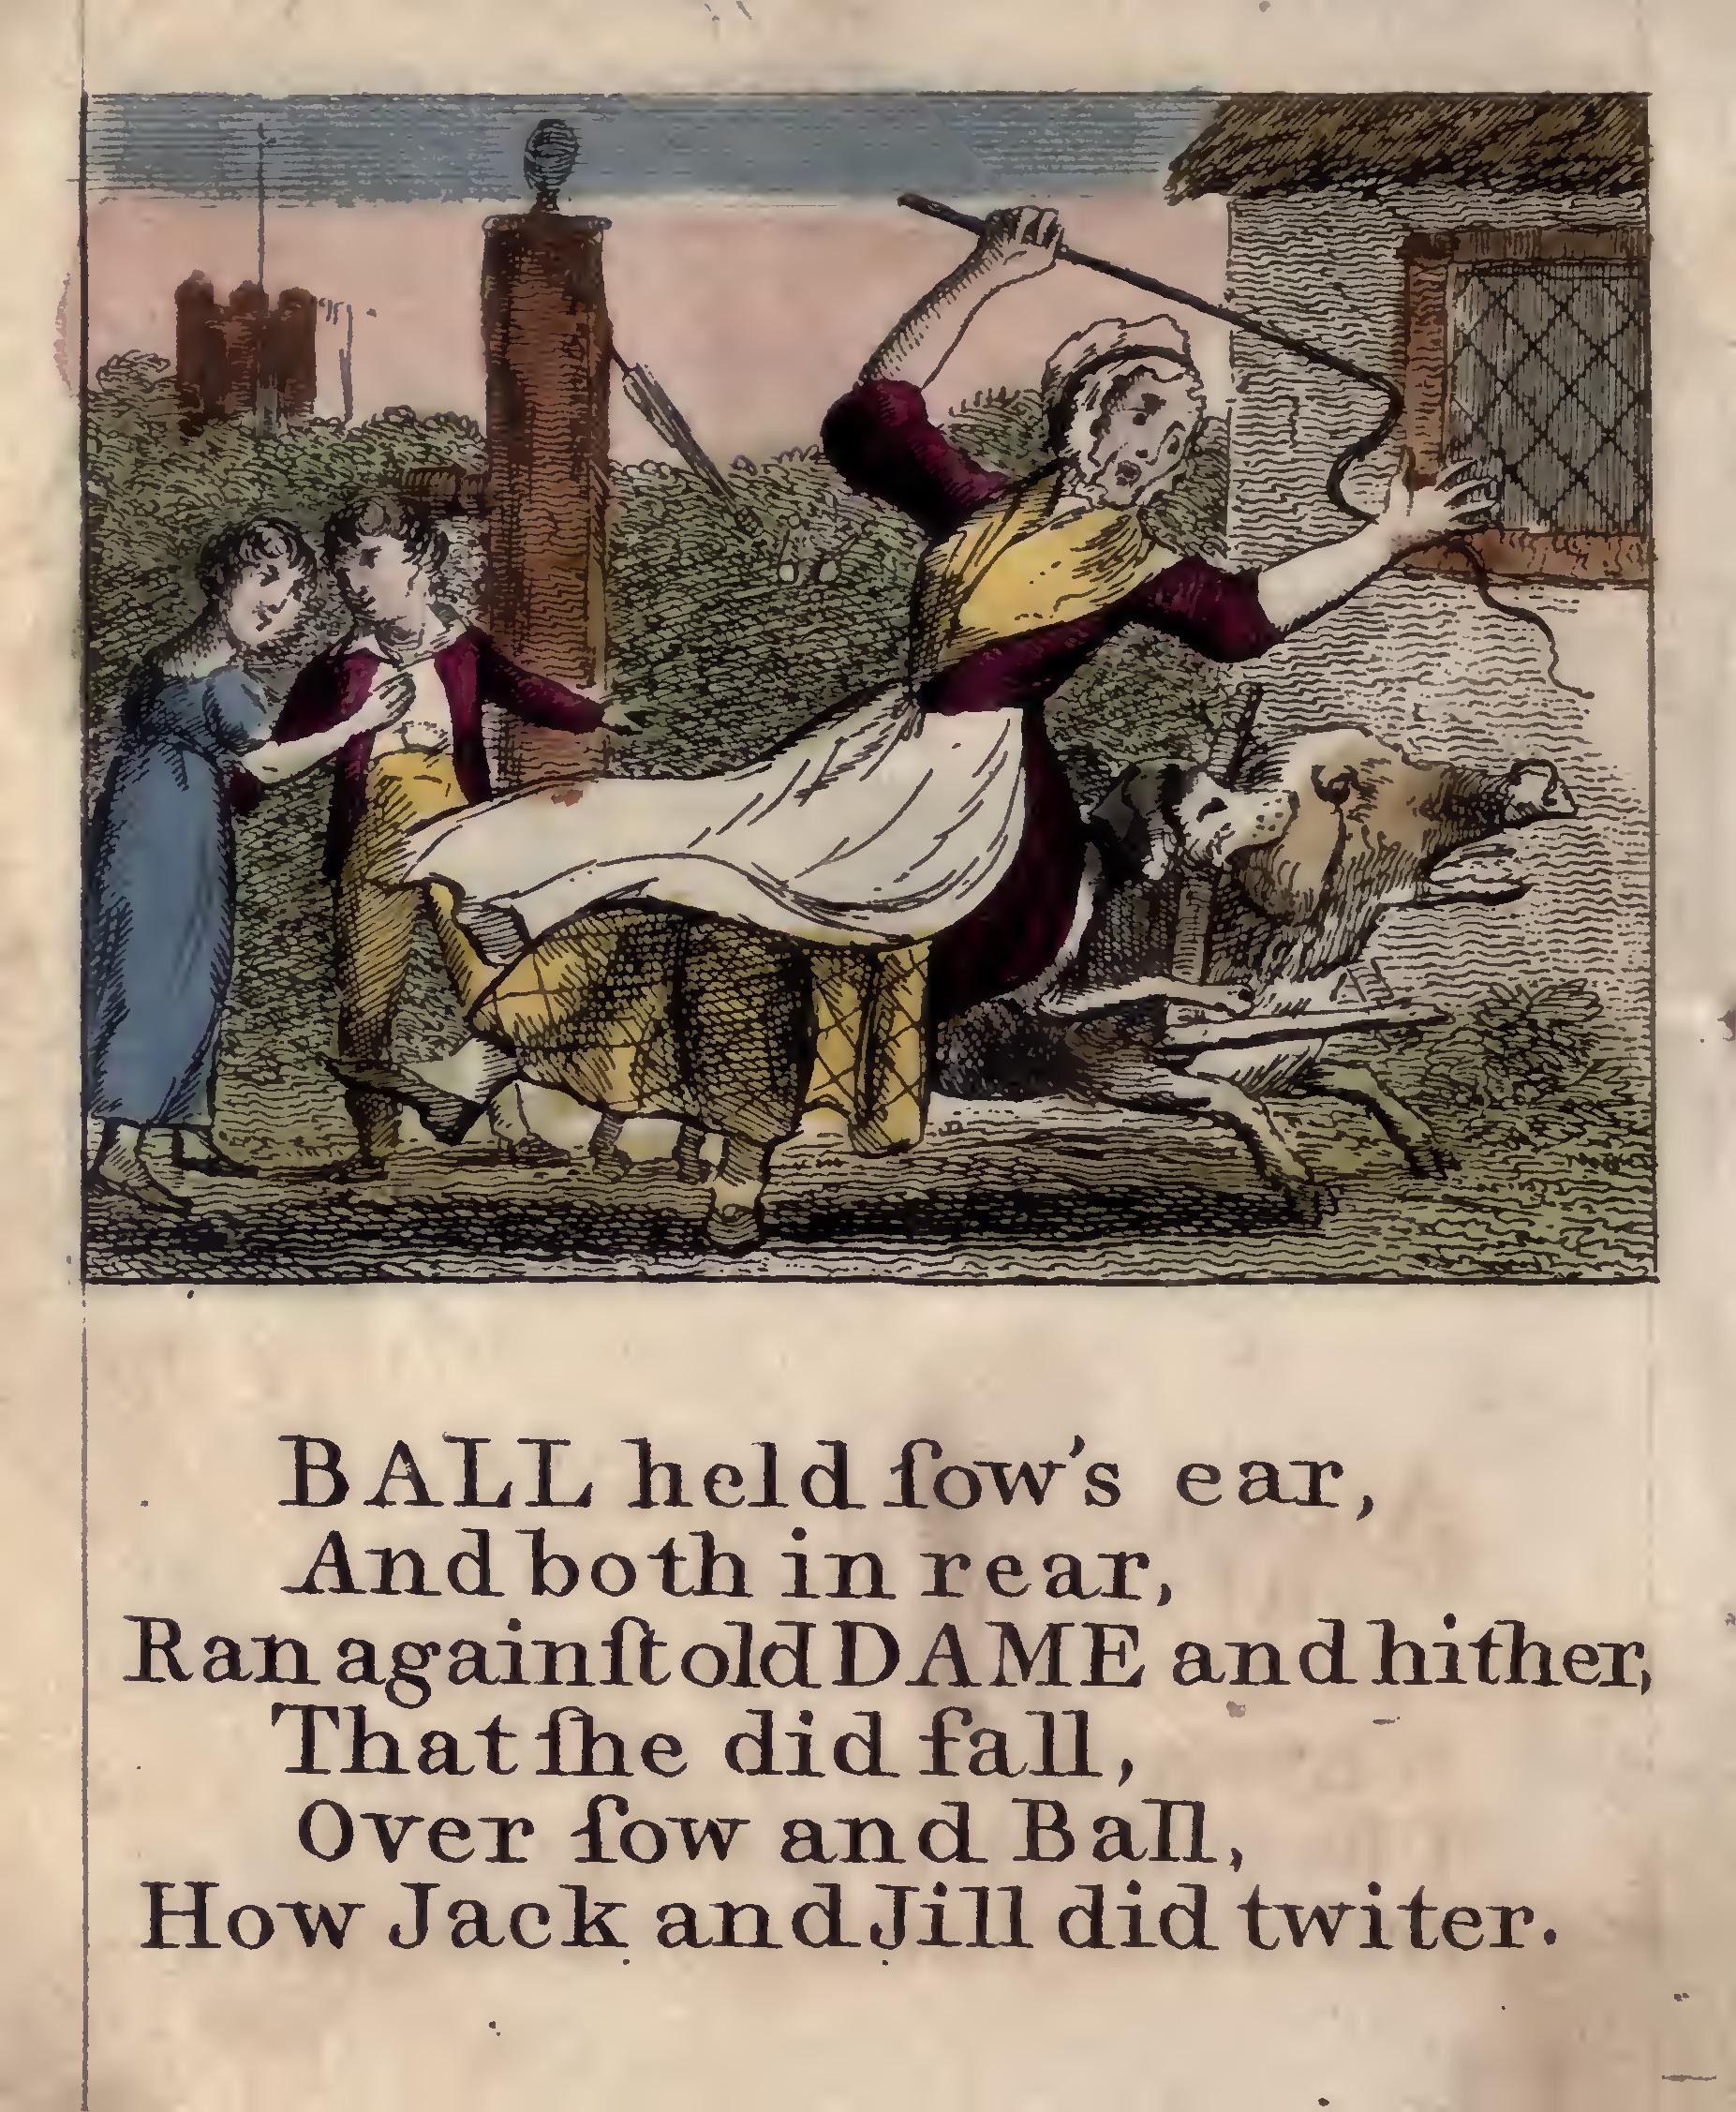 BALL held ſow's ear,
And both in rear,
Ran againſt old DAME and hither,
That ſhe did fall,
Over ſow and Ball,
How Jack and Jill did twiter.